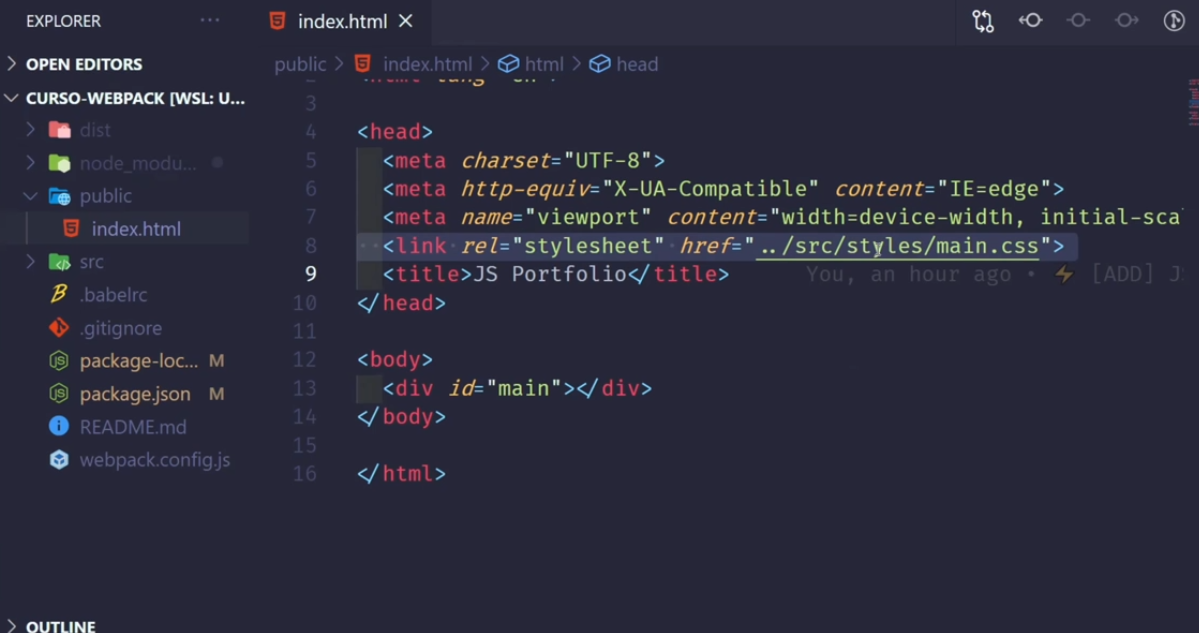 EXPLORER ...
index.html
OPEN EDITORS
public > index.html > html > head
CURSO-WEBPACK [WSL: U...
dist
node_modu...
public
index.html
src
.babelrc
.gitignore
package-loc... M
package.json M
README.md
webpack.config.js
OUTLINE
3
4 <head>
5 <meta charset="UTF-8">
6 <meta http-equiv="X-UA-Compatible" content="IE=edge">
7 <meta name="viewport" content="width=device-width, initial-sca
8 <link rel="stylesheet" href="../src/styles/main.css">
9 <title>JS Portfolio</title> You, an hour ago • [ADD] J
10 </head>
11
12 <body>
13 <div id="main"></div>
14 </body>
15
16 </html>